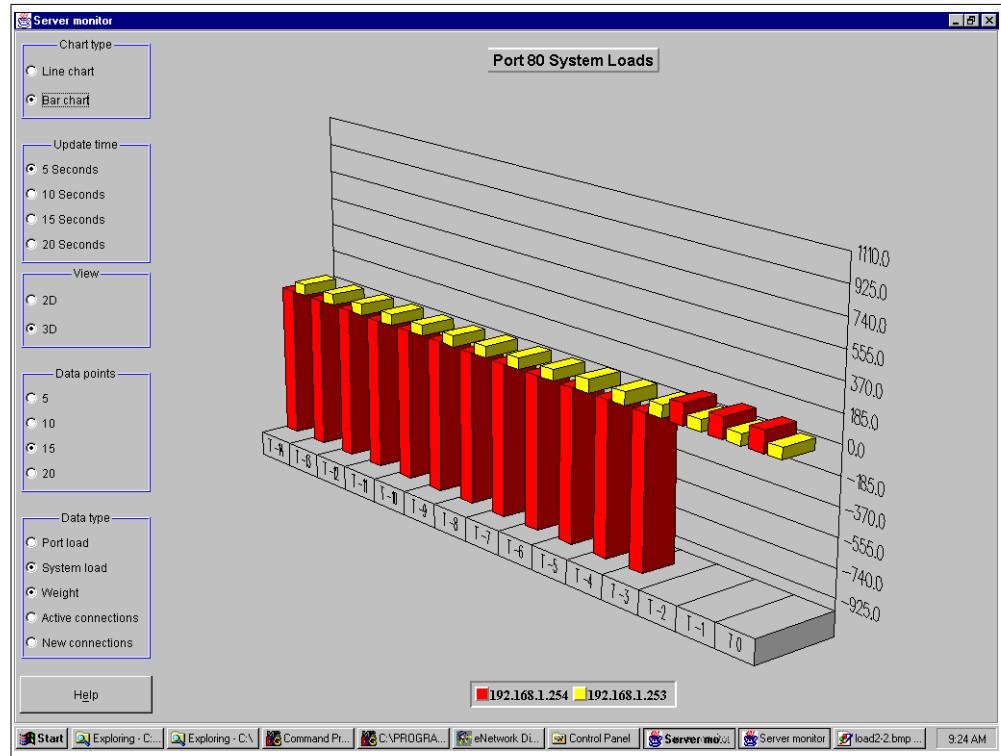 Server monitor
Chart type
Line chart
Bar chart
Update time
5 Seconds
10 Seconds
15 Seconds
20 Seconds
View
2D
3D
Data points
5
10
15
20
Data type
Port load
System load
Weight
Active connections
New connections
Help
Port 80 System Loads
1110.0
925.0
740.0
555.0
370.0
185.0
0.0
-185.0
-370.0
-555.0
-740.0
-925.0
T-14
T-13
T-12
T-11
T-10
T-9
T-8
T-7
T-6
T-5
T-4
T-3
T-2
T-1
T0
192.168.1.254 192.168.1.253
Start Exploring - C:... Exploring - C:\ Command Pr... C:\PROGRA... eNetwork Di... Control Panel Server mo... Server monitor load2-2.bmp ... 9:24 AM